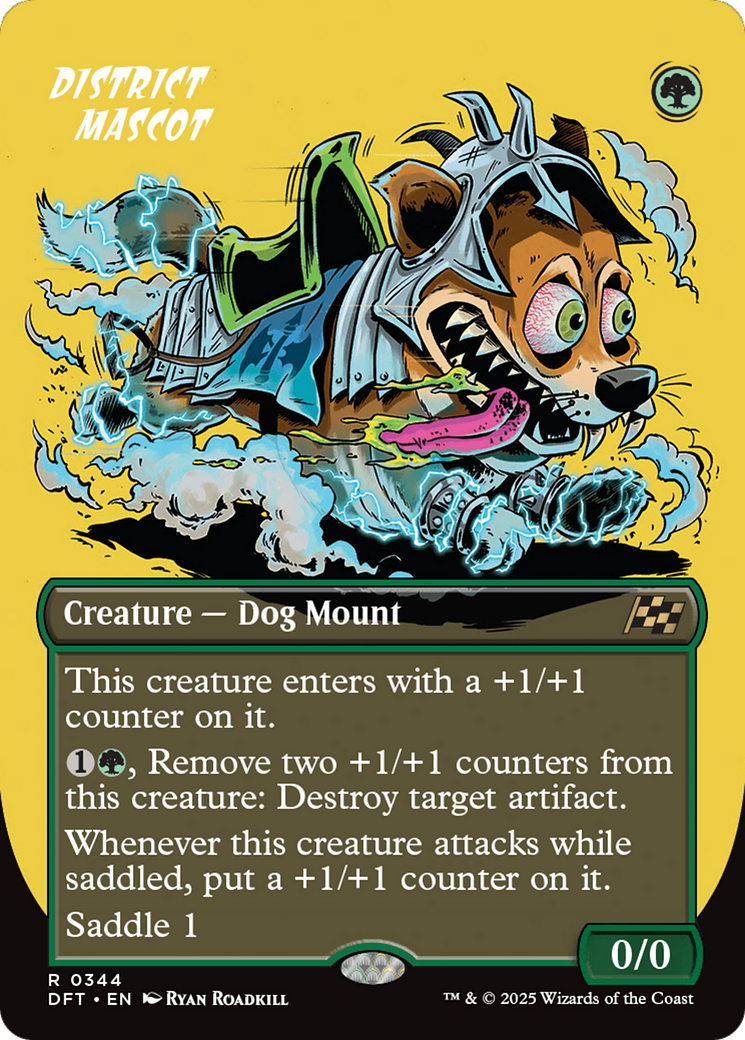 DISTRICT
MASCOT
Creature — Dog Mount
This creature enters with a +1/+1
counter on it.
1, Remove two +1/+1 counters from
this creature: Destroy target artifact.
Whenever this creature attacks while
saddled, put a +1/+1 counter on it.
Saddle 1
0/0
R 0344
DFT • EN RYAN ROADKILL
™ & © 2025 Wizards of the Coast